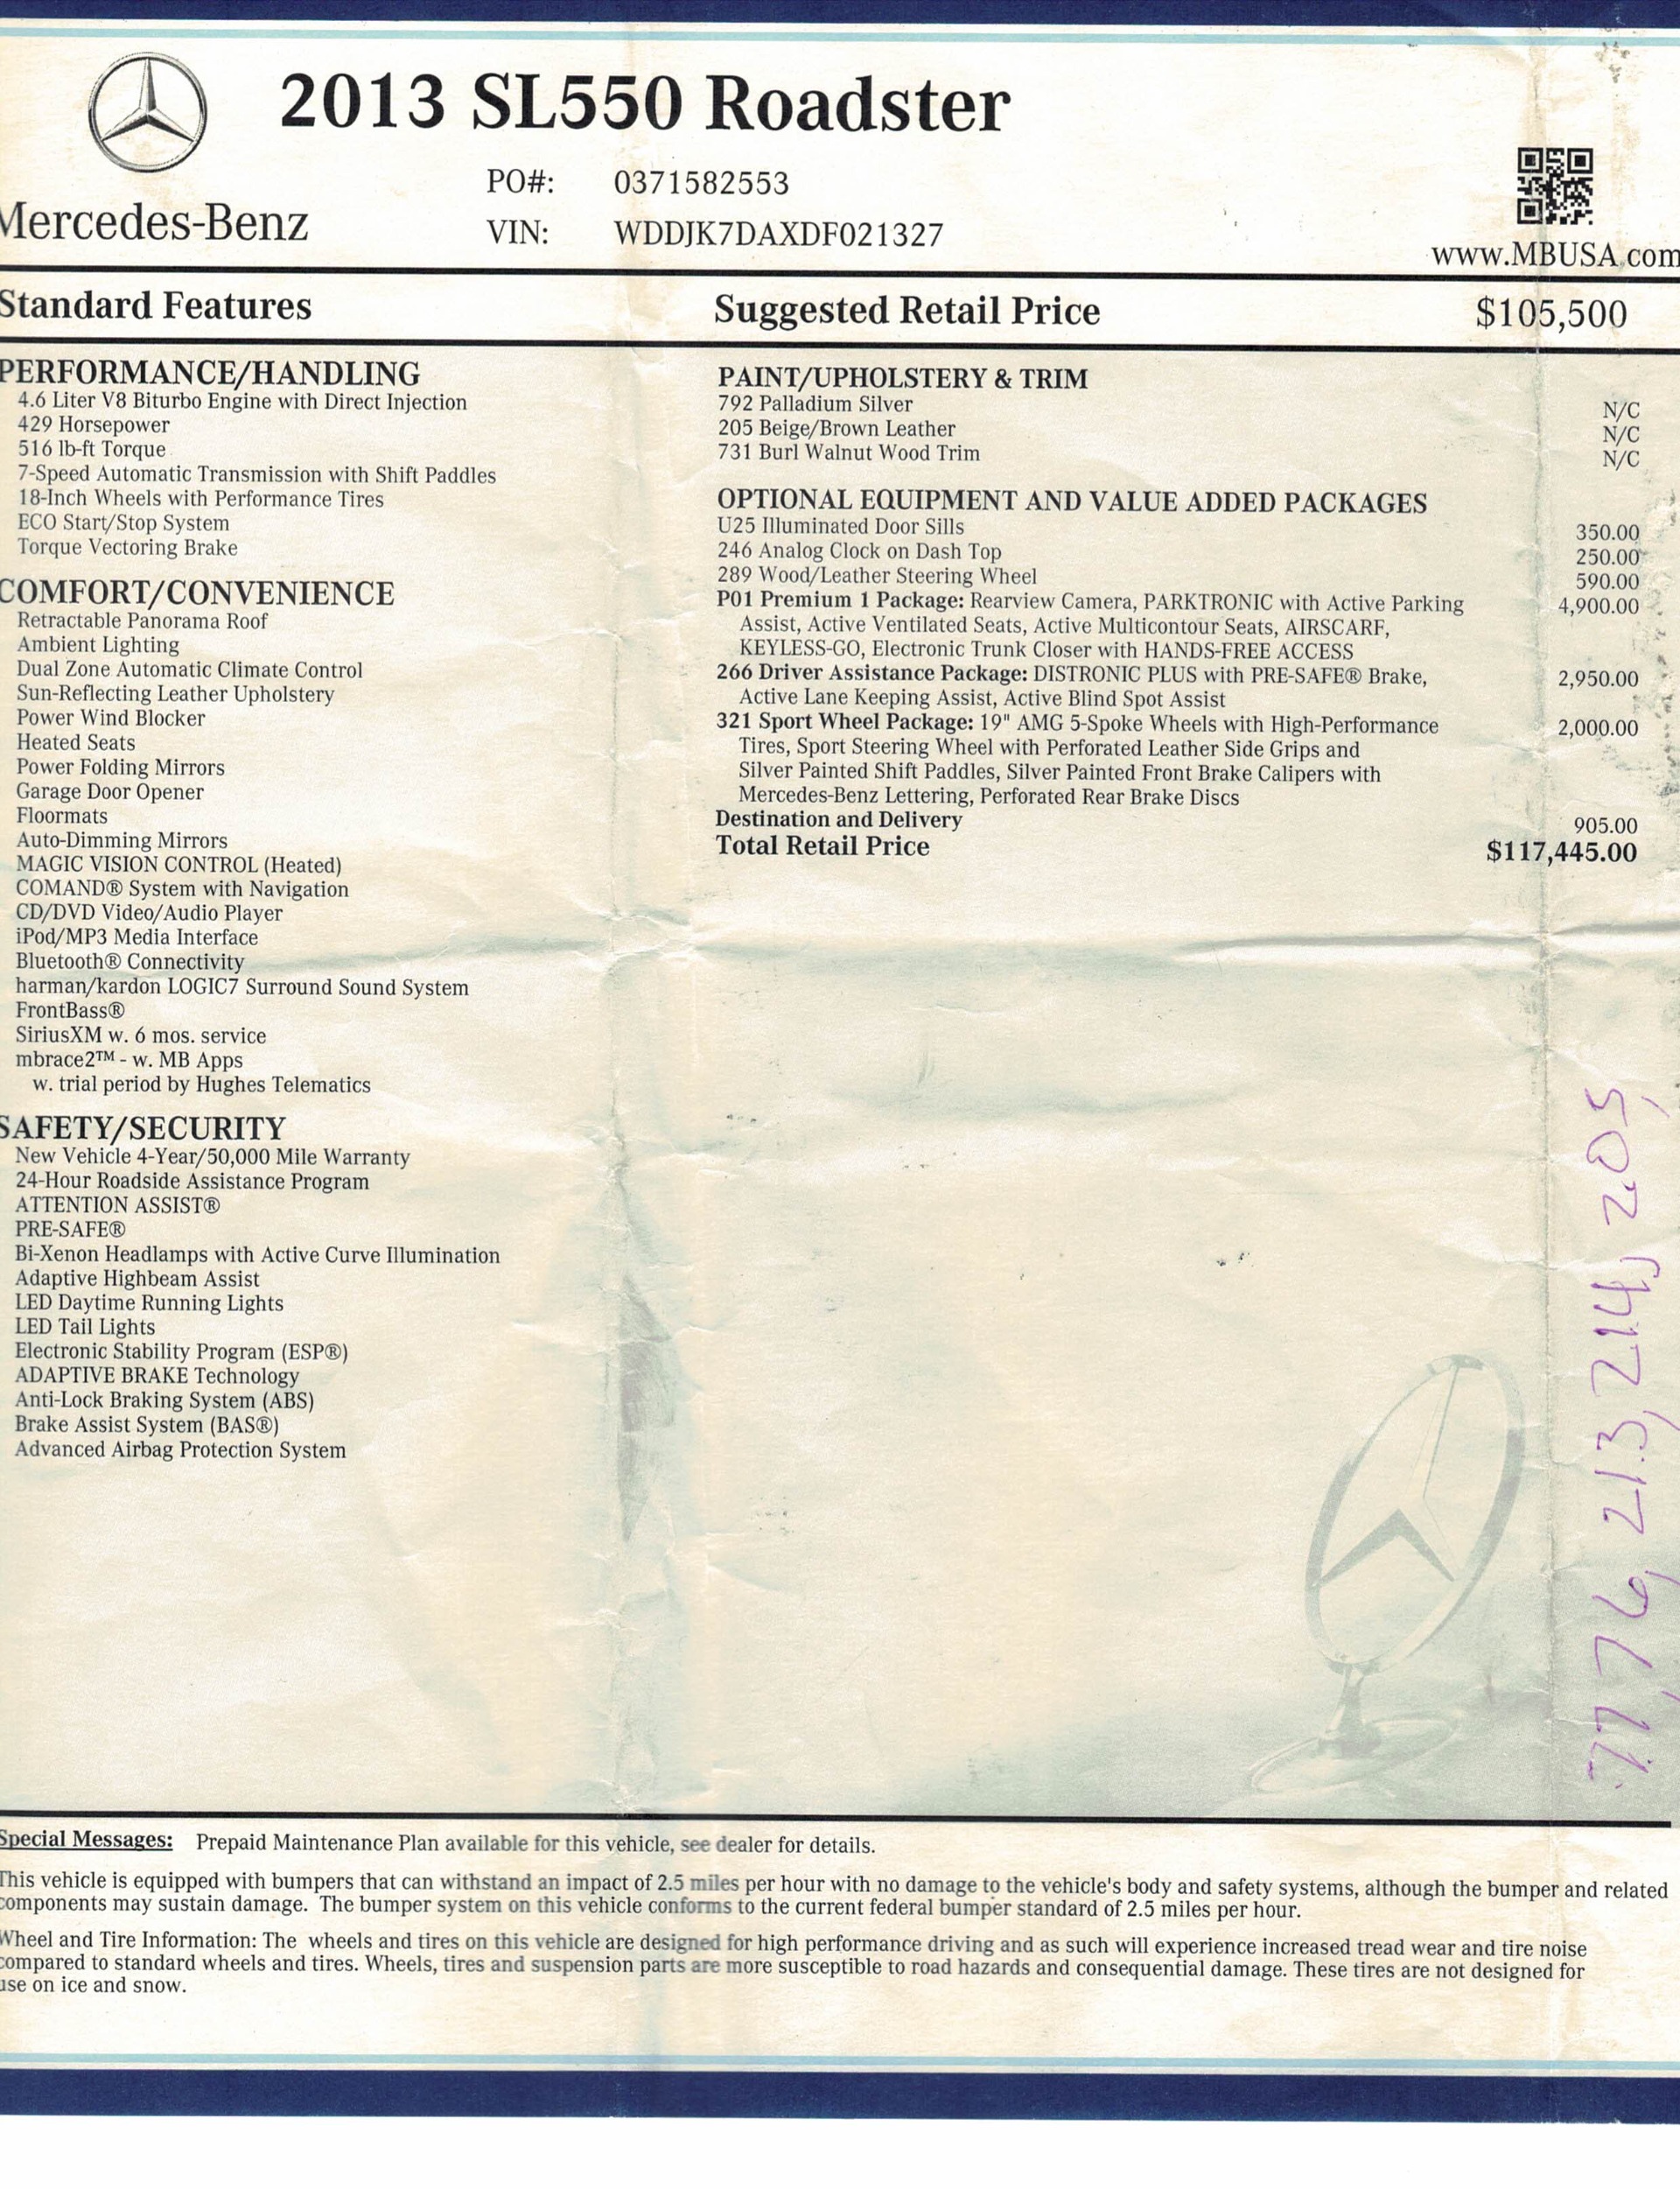 2013 SL550 Roadster
Mercedes-Benz
PO#: 0371582553
VIN: WDDJK7DAXDF021327
www.MBUSA.com
Standard Features
PERFORMANCE/HANDLING
4.6 Liter V8 Biturbo Engine with Direct Injection
429 Horsepower
516 lb-ft Torque
7-Speed Automatic Transmission with Shift Paddles
18-Inch Wheels with Performance Tires
ECO Start/Stop System
Torque Vectoring Brake
COMFORT/CONVENIENCE
Retractable Panorama Roof
Ambient Lighting
Dual Zone Automatic Climate Control
Sun-Reflecting Leather Upholstery
Power Wind Blocker
Heated Seats
Power Folding Mirrors
Garage Door Opener
Floormats
Auto-Dimming Mirrors
MAGIC VISION CONTROL (Heated)
COMAND® System with Navigation
CD/DVD Video/Audio Player
iPod/MP3 Media Interface
Bluetooth® Connectivity
harman/kardon LOGIC7 Surround Sound System
FrontBass®
SiriusXM w. 6 mos. service
mbrace2™ - w. MB Apps
w. trial period by Hughes Telematics
SAFETY/SECURITY
New Vehicle 4-Year/50,000 Mile Warranty
24-Hour Roadside Assistance Program
ATTENTION ASSIST®
PRE-SAFE®
Bi-Xenon Headlamps with Active Curve Illumination
Adaptive Highbeam Assist
LED Daytime Running Lights
LED Tail Lights
Electronic Stability Program (ESP®)
ADAPTIVE BRAKE Technology
Anti-Lock Braking System (ABS)
Brake Assist System (BAS®)
Advanced Airbag Protection System
Suggested Retail Price $105,500
PAINT/UPHOLSTERY & TRIM
792 Palladium Silver N/C
205 Beige/Brown Leather N/C
731 Burl Walnut Wood Trim N/C
OPTIONAL EQUIPMENT AND VALUE ADDED PACKAGES
U25 Illuminated Door Sills 350.00
246 Analog Clock on Dash Top 250.00
289 Wood/Leather Steering Wheel 590.00
P01 Premium 1 Package: Rearview Camera, PARKTRONIC with Active Parking 4,900.00
Assist, Active Ventilated Seats, Active Multicontour Seats, AIRSCARF,
KEYLESS-GO, Electronic Trunk Closer with HANDS-FREE ACCESS
266 Driver Assistance Package: DISTRONIC PLUS with PRE-SAFE® Brake, 2,950.00
Active Lane Keeping Assist, Active Blind Spot Assist
321 Sport Wheel Package: 19" AMG 5-Spoke Wheels with High-Performance 2,000.00
Tires, Sport Steering Wheel with Perforated Leather Side Grips and
Silver Painted Shift Paddles, Silver Painted Front Brake Calipers with
Mercedes-Benz Lettering, Perforated Rear Brake Discs
Destination and Delivery 905.00
Total Retail Price $117,445.00
Special Messages: Prepaid Maintenance Plan available for this vehicle, see dealer for details.
This vehicle is equipped with bumpers that can withstand an impact of 2.5 miles per hour with no damage to the vehicle's body and safety systems, although the bumper and related
components may sustain damage. The bumper system on this vehicle conforms to the current federal bumper standard of 2.5 miles per hour.
Wheel and Tire Information: The wheels and tires on this vehicle are designed for high performance driving and as such will experience increased tread wear and tire noise
compared to standard wheels and tires. Wheels, tires and suspension parts are more susceptible to road hazards and consequential damage. These tires are not designed for
use on ice and snow.